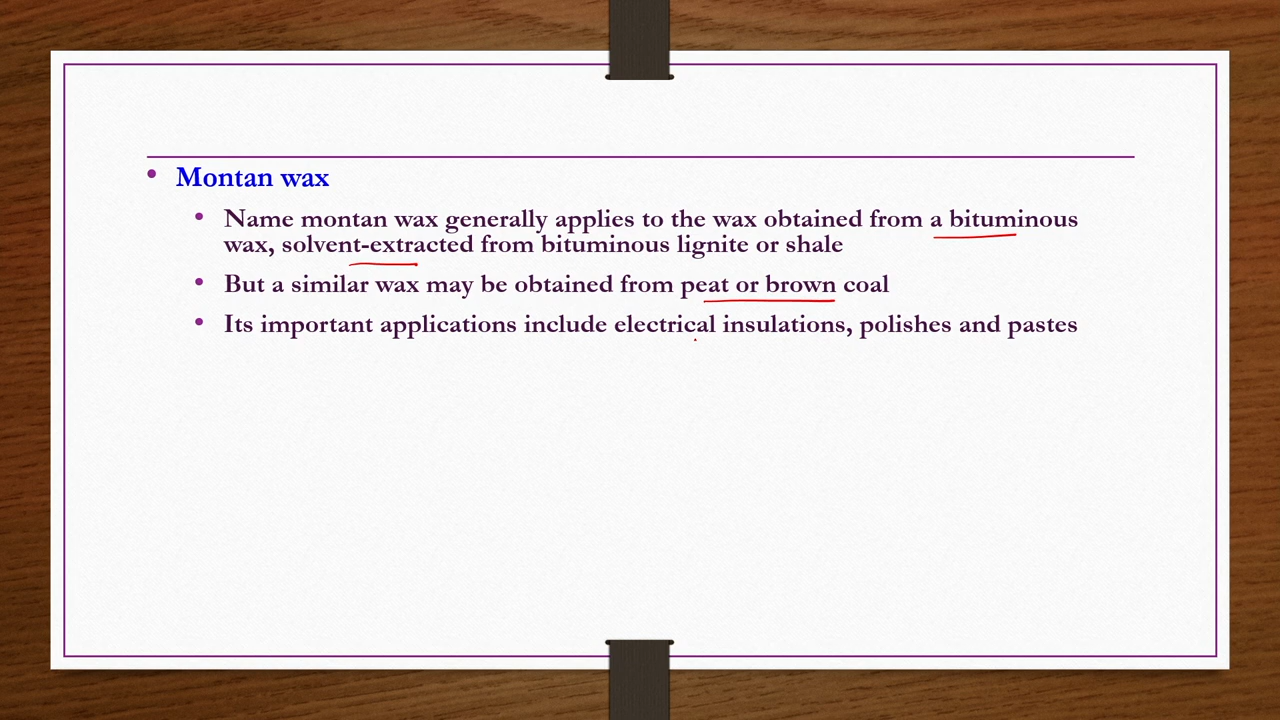 • Montan wax
• Name montan wax generally applies to the wax obtained from a bituminous
wax, solvent-extracted from bituminous lignite or shale
• But a similar wax may be obtained from peat or brown coal
• Its important applications include electrical insulations, polishes and pastes